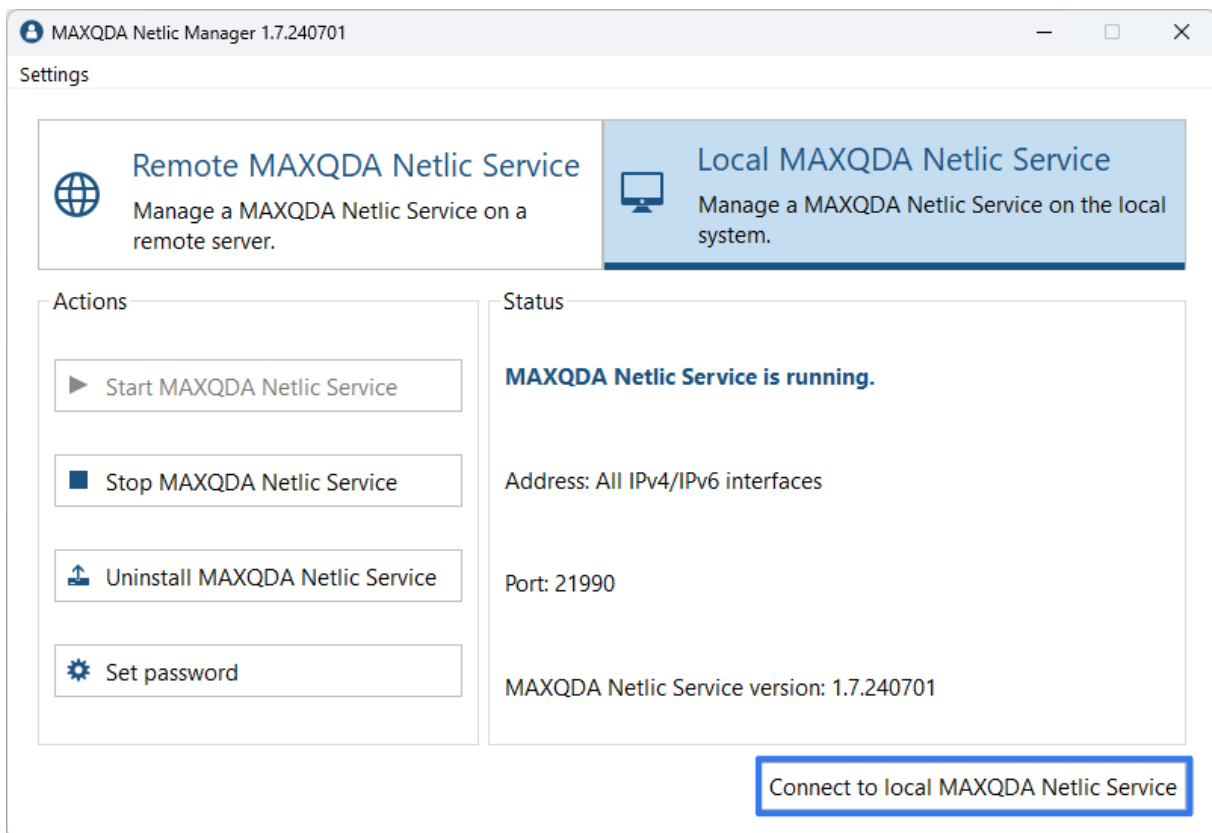 MAXQDA Netlic Manager 1.7.240701
Settings
Remote MAXQDA Netlic Service
Manage a MAXQDA Netlic Service on a
remote server.
Local MAXQDA Netlic Service
Manage a MAXQDA Netlic Service on the local
system.
Actions
Start MAXQDA Netlic Service
Stop MAXQDA Netlic Service
Uninstall MAXQDA Netlic Service
Set password
Status
MAXQDA Netlic Service is running.
Address: All IPv4/IPv6 interfaces
Port: 21990
MAXQDA Netlic Service version: 1.7.240701
Connect to local MAXQDA Netlic Service